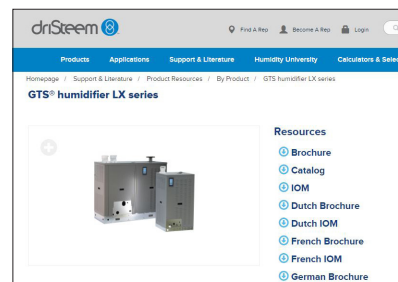 driSteem
Find A Rep Become A Rep Login
Products Applications Support & Literature Humidity University Calculators & Selec
Homepage / Support & Literature / Product Resources / By Product / GTS humidifier LX series
GTS® humidifier LX series
Resources
Brochure
Catalog
IOM
Dutch Brochure
Dutch IOM
French Brochure
French IOM
German Brochure